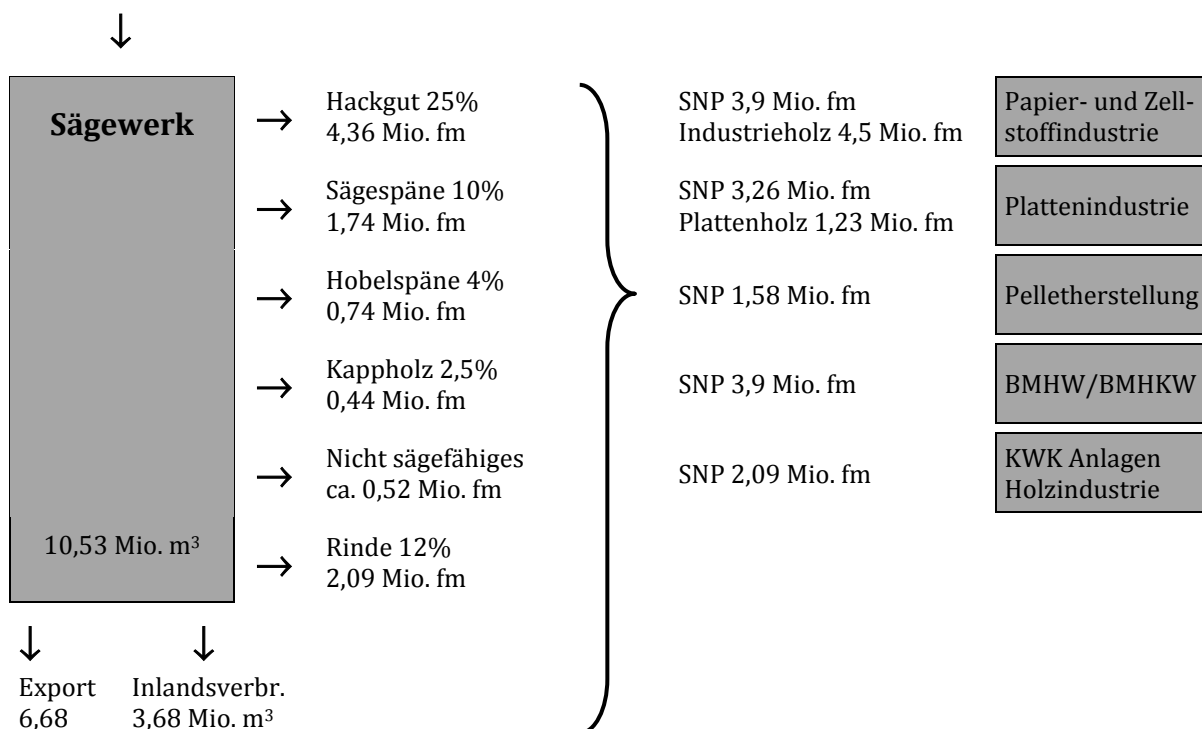 Sägewerk
10,53 Mio. m³
Hackgut 25%
4,36 Mio. fm
Sägespäne 10%
1,74 Mio. fm
Hobelspäne 4%
0,74 Mio. fm
Kappholz 2,5%
0,44 Mio. fm
Nicht sägefähiges
ca. 0,52 Mio. fm
Rinde 12%
2,09 Mio. fm
SNP 3,9 Mio. fm
Industrieholz 4,5 Mio. fm
Papier- und Zell-
stoffindustrie
SNP 3,26 Mio. fm
Plattenholz 1,23 Mio. fm
Plattenindustrie
SNP 1,58 Mio. fm
Pelletherstellung
SNP 3,9 Mio. fm
BMHW/BMHKW
SNP 2,09 Mio. fm
KWK Anlagen
Holzindustrie
Export
6,68
Inlandsverbr.
3,68 Mio. m³